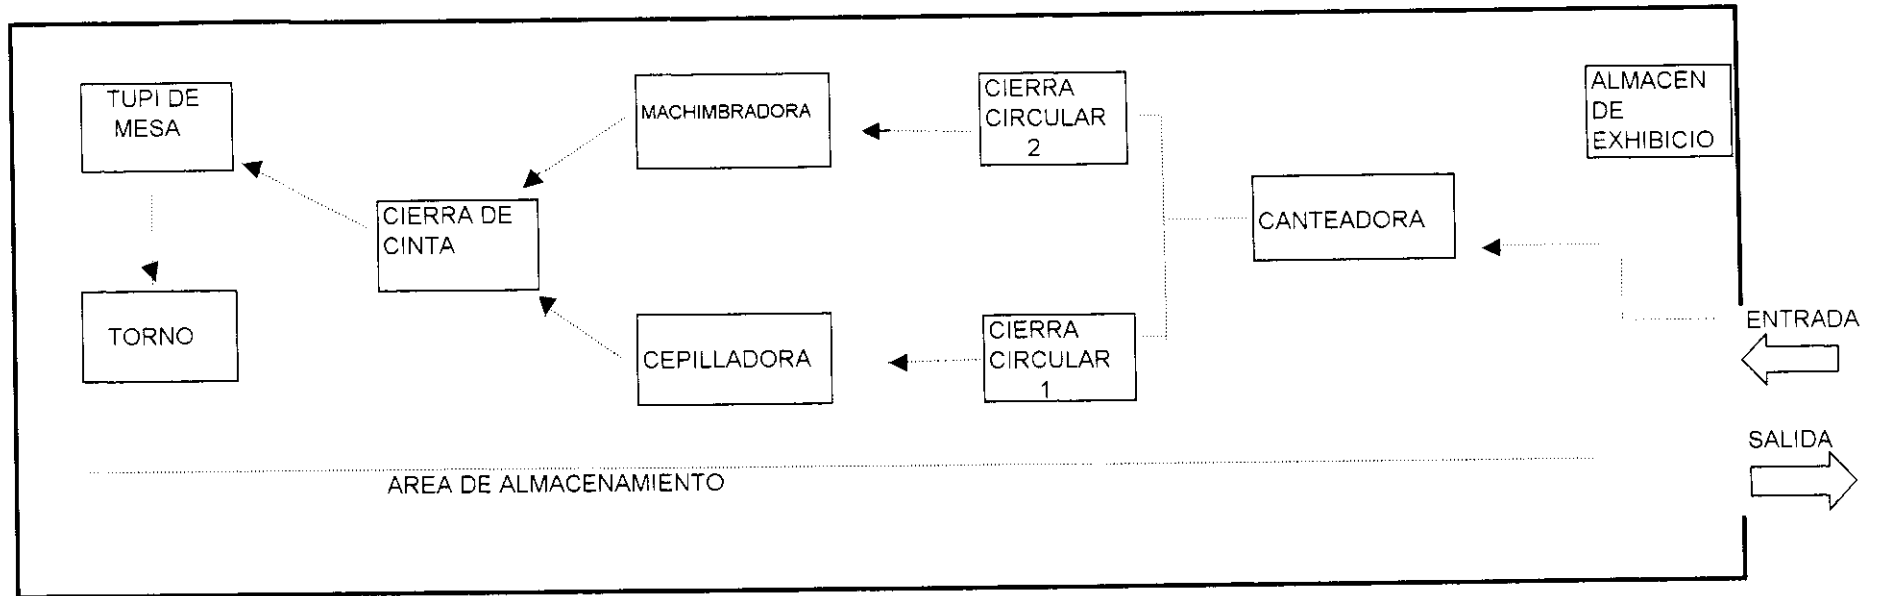 TUPI DE
MESA
MACHIMBRADORA
CIERRA
CIRCULAR
2
ALMACEN
DE
EXHIBICIO
CIERRA DE
CINTA
CANTEADORA
TORNO
CEPILLADORA
CIERRA
CIRCULAR
1
ENTRADA
SALIDA
AREA DE ALMACENAMIENTO